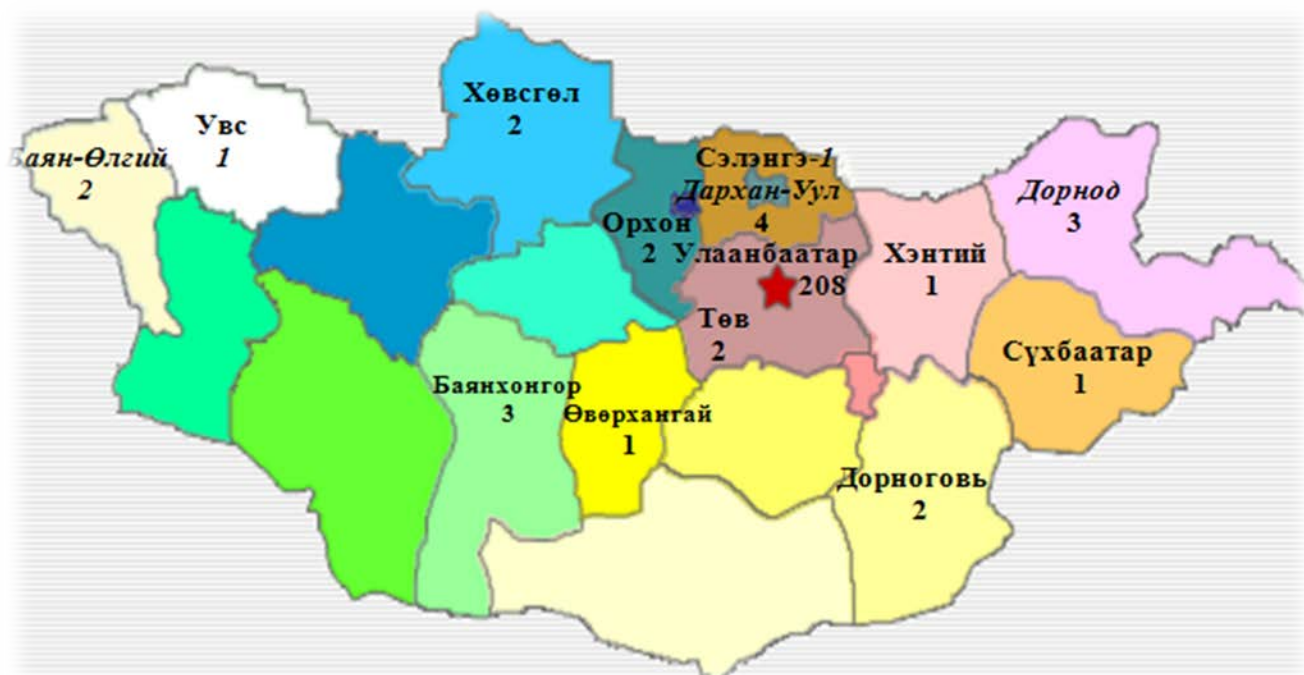 Хөвсгөл
2
Увс
1
Баян-Өлгий
2
Сэлэнгэ-1
Дархан-Уул
4
Дорнод
3
Орхон
2
Улаанбаатар
208
Хэнтий
1
Төв
2
Сүхбаатар
1
Баянхонгор
3
Өвөрхангай
1
Дорноговь
2